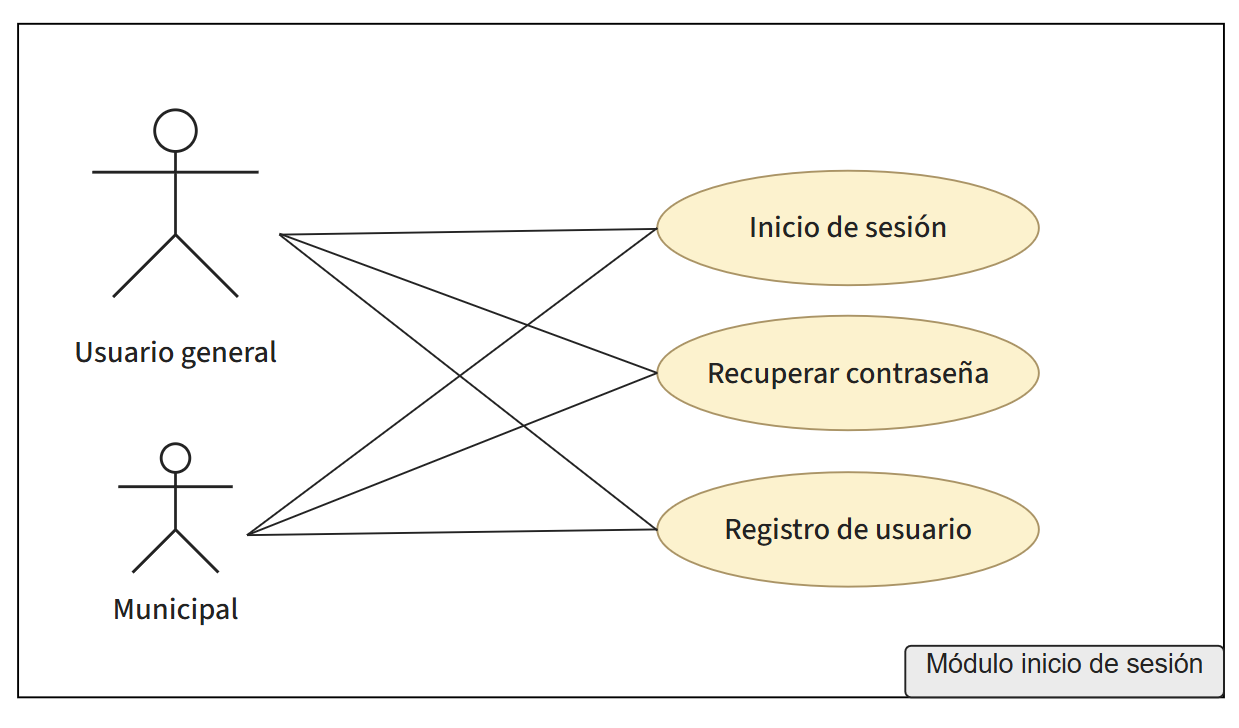 Inicio de sesión
Usuario general
Recuperar contraseña
Registro de usuario
Municipal
Módulo inicio de sesión